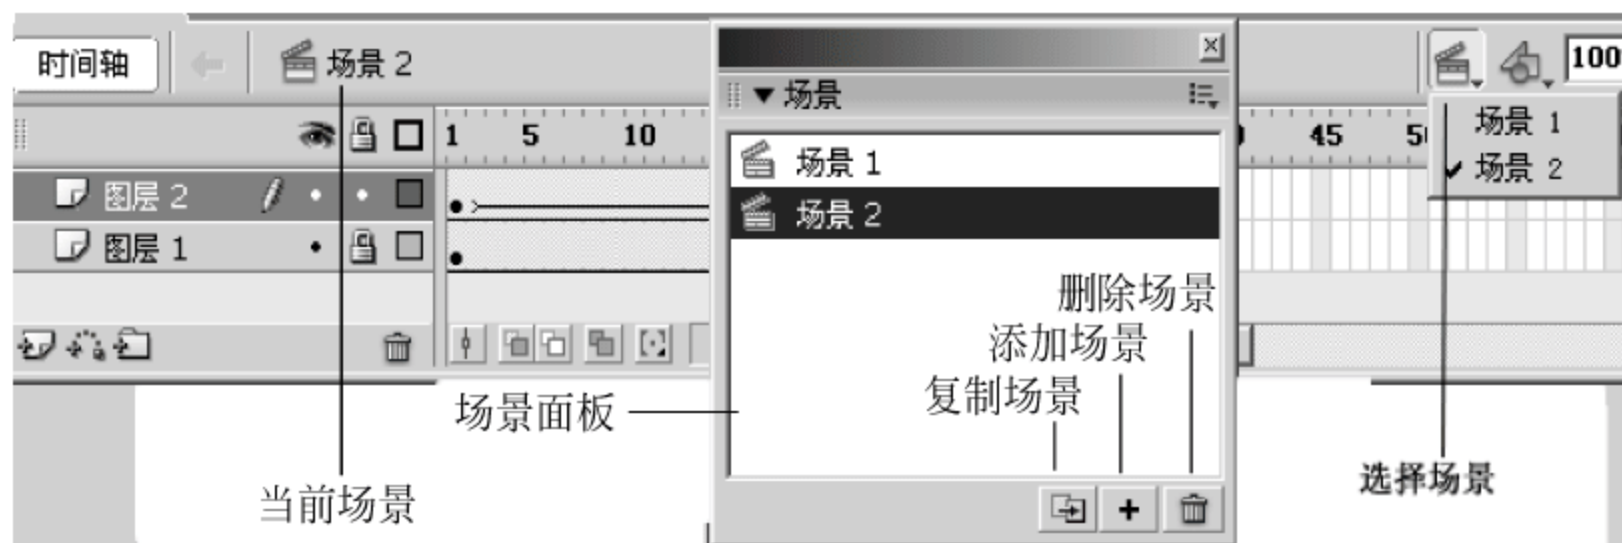 时间轴
场景 2
场景
100
场景 1
场景 2
1 5 10 45
图层 2
图层 1
场景 1
场景 2
删除场景
添加场景
复制场景
场景面板
选择场景
当前场景